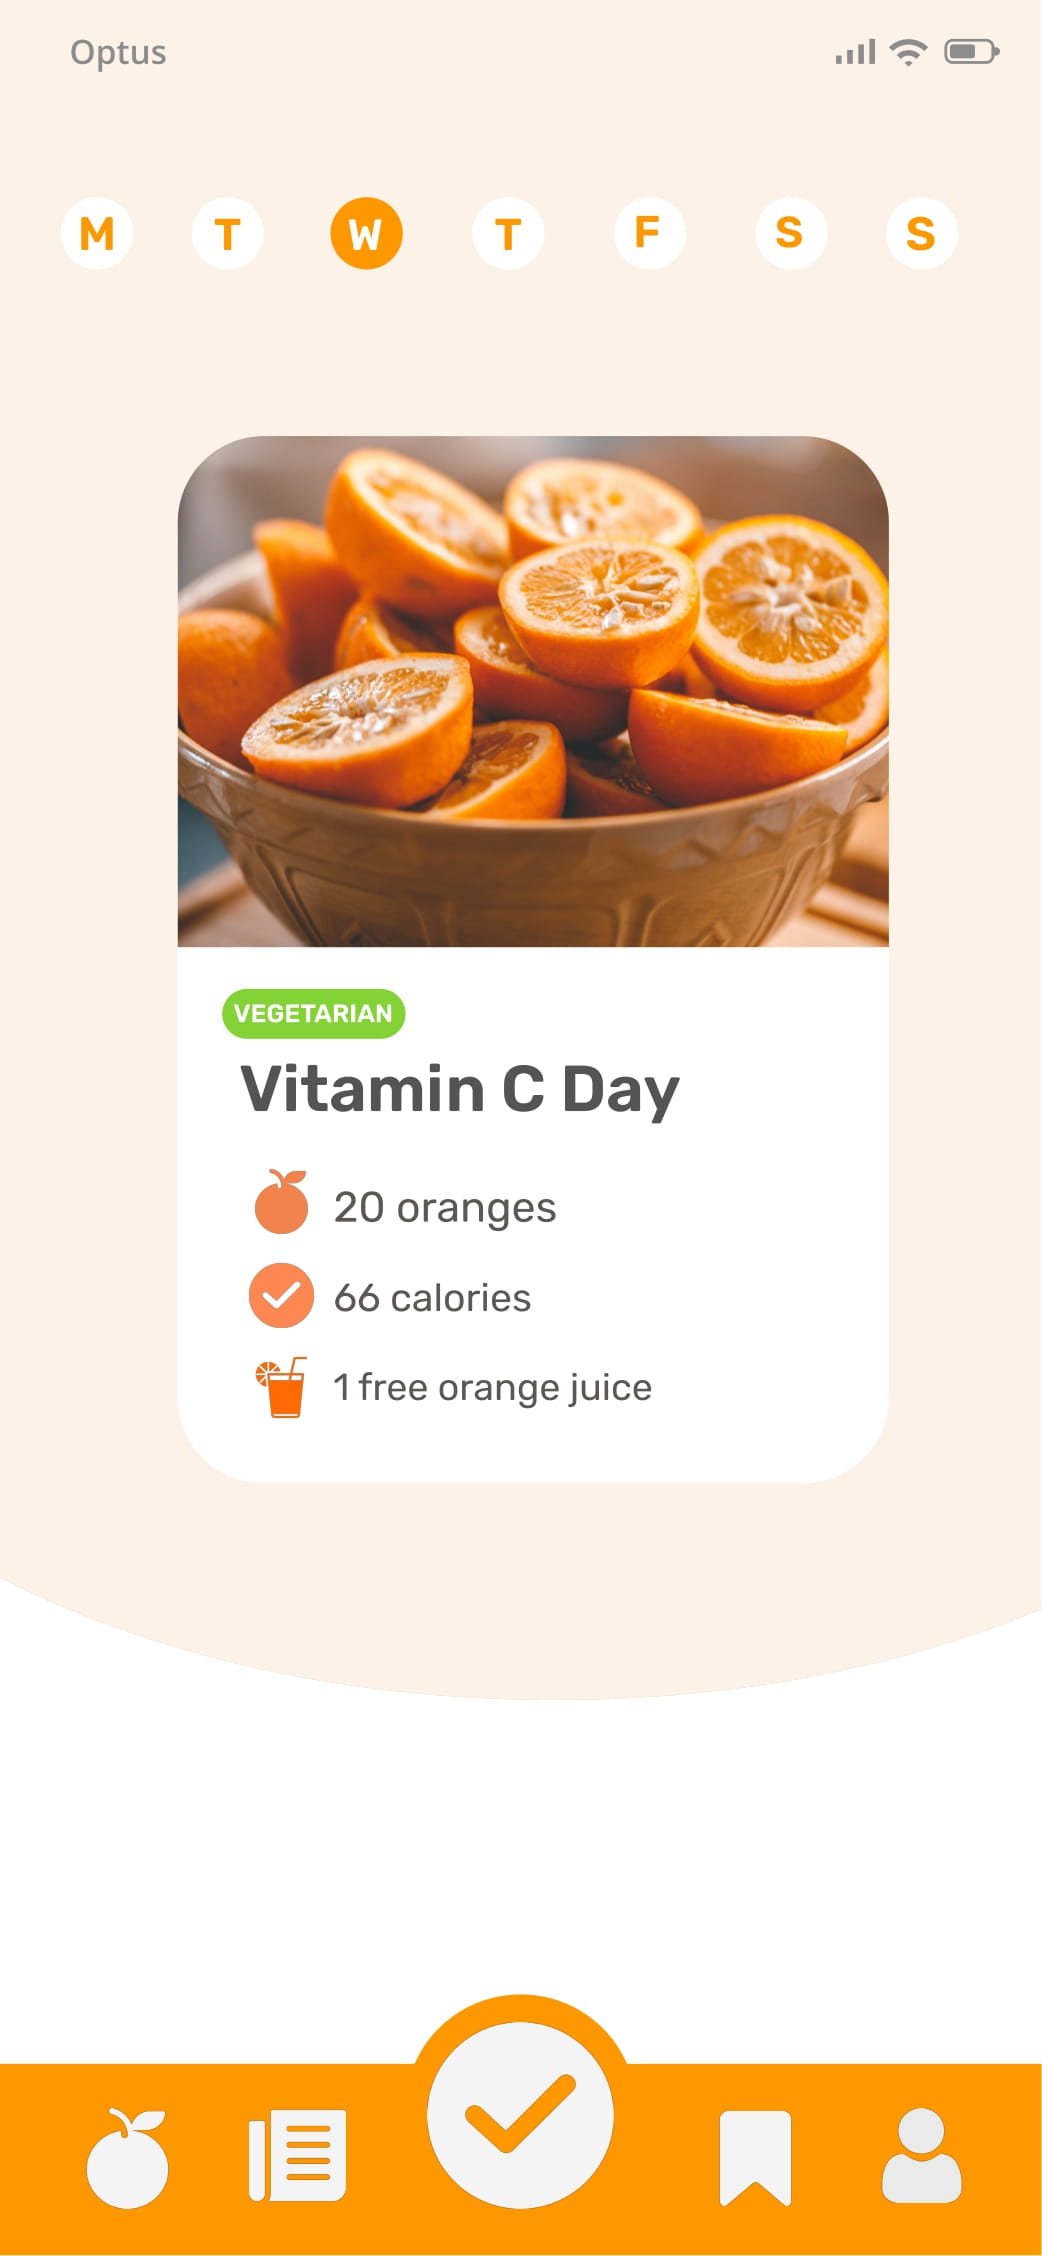 Optus
M T W T F S S
VEGETARIAN
Vitamin C Day
20 oranges
66 calories
1 free orange juice